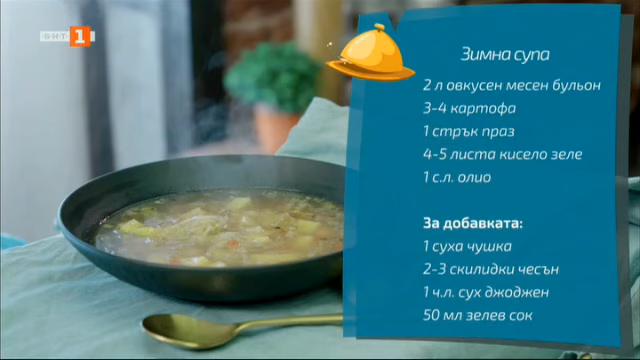 БНТ 1
Зимна супа
2 л овкусен месен бульон
3-4 картофа
1 стрък праз
4-5 листа кисело зеле
1 с.л. олио
За добавката:
1 суха чушка
2-3 скилидки чесън
1 ч.л. сух джоджен
50 мл зелев сок